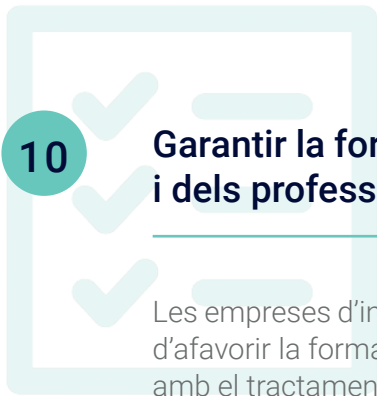 10
Garantir la for
i dels profess
Les empreses d’in
d’afavorir la forma
amb el tractamen